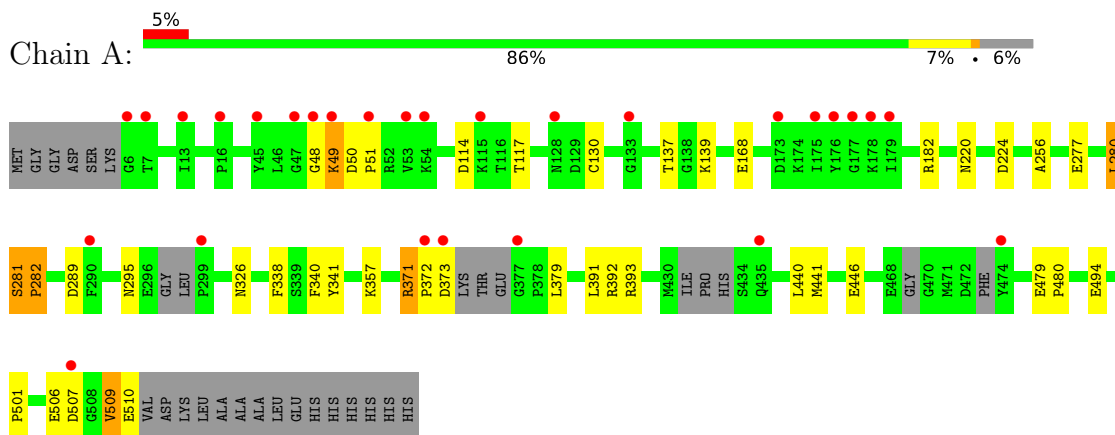 5%
Chain A:
86% 7% • 6%
MET GLY GLY ASP SER LYS G6 T7 I13 P16 Y45 L46 G47 G48 K49 D50 P51 R52 V53 K54 D114 K115 T116 T117 N128 D129 C130 G133 T137 G138 K139 E168 D173 K174 I175 Y176 G177 K178 I179 R182 N220 D224 A256 E277 L280
S281 P282 D289 F290 N295 E296 GLY LEU P299 N326 F338 S339 F340 Y341 K357 R371 P372 D373 LYS THR GLU G377 P378 L379 L391 R392 R393 M430 ILE PRO HIS S434 Q435 L440 M441 E446 E468 GLY G470 M471 D472 PHE Y474 E479 P480 E494
P501 E506 D507 G508 V509 E510 VAL ASP LYS LEU ALA ALA ALA LEU GLU HIS HIS HIS HIS HIS HIS